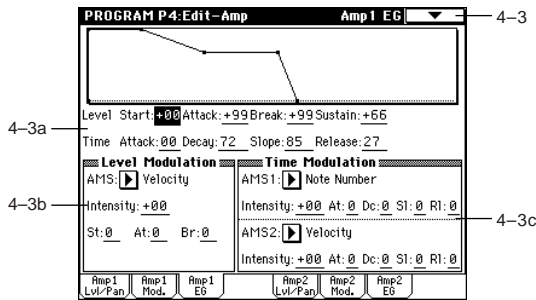 PROGRAM P4:Edit-Amp Amp1 EG
4–3
Level Start:+00 Attack:+99 Break:+99 Sustain:+66
4–3a
Time Attack:00 Decay:72 Slope:85 Release:27
Level Modulation
Time Modulation
AMS: Velocity
AMS1: Note Number
4–3b
Intensity:+00
Intensity:+00 At:0 Dc:0 Sl:0 Rl:0
4–3c
St:0 At:0 Br:0
AMS2: Velocity
Intensity:+00 At:0 Dc:0 Sl:0 Rl:0
Amp1 Lvl/Pan
Amp1 Mod.
Amp1 EG
Amp2 Lvl/Pan
Amp2 Mod.
Amp2 EG